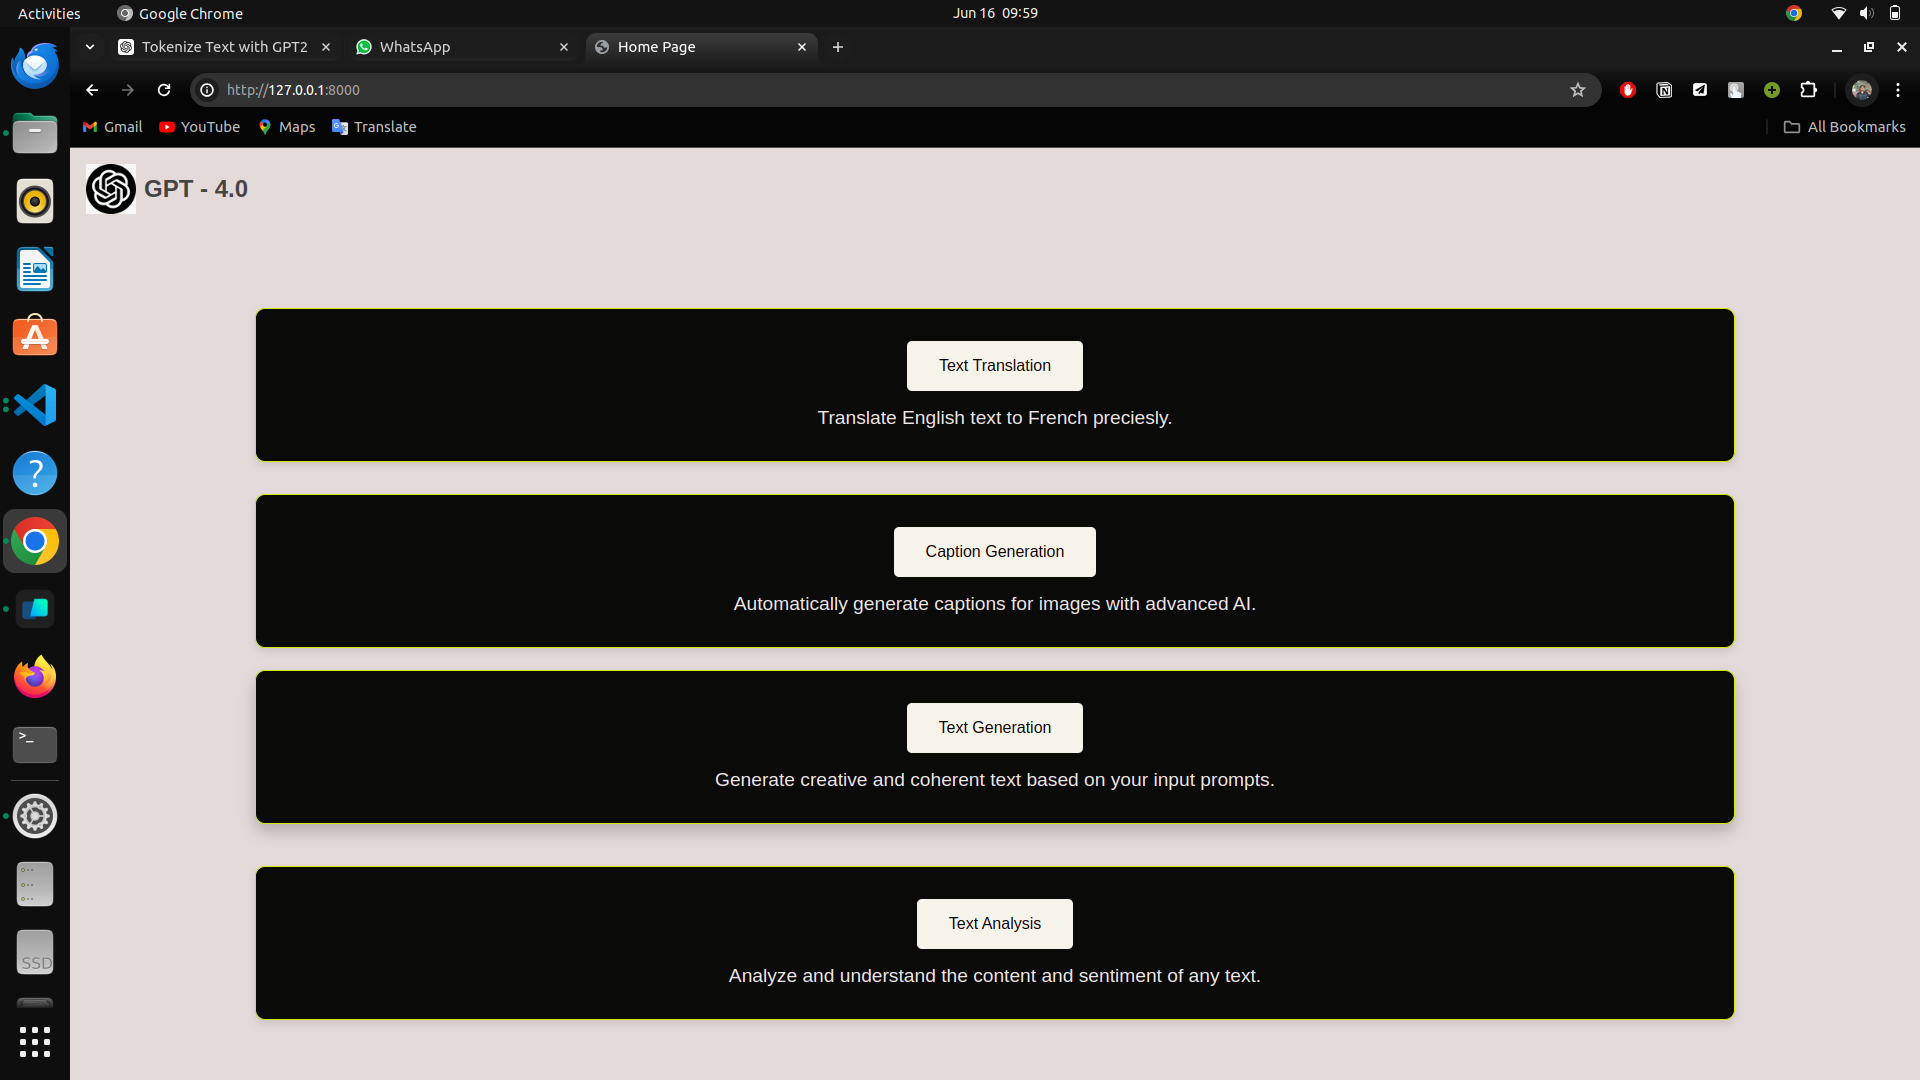 Activities
Google Chrome
Jun 16 09:59
Tokenize Text with GPT2
WhatsApp
Home Page
http://127.0.0.1:8000
Gmail
YouTube
Maps
Translate
All Bookmarks
GPT - 4.0
Text Translation
Translate English text to French preciesly.
Caption Generation
Automatically generate captions for images with advanced AI.
Text Generation
Generate creative and coherent text based on your input prompts.
Text Analysis
Analyze and understand the content and sentiment of any text.
SSD